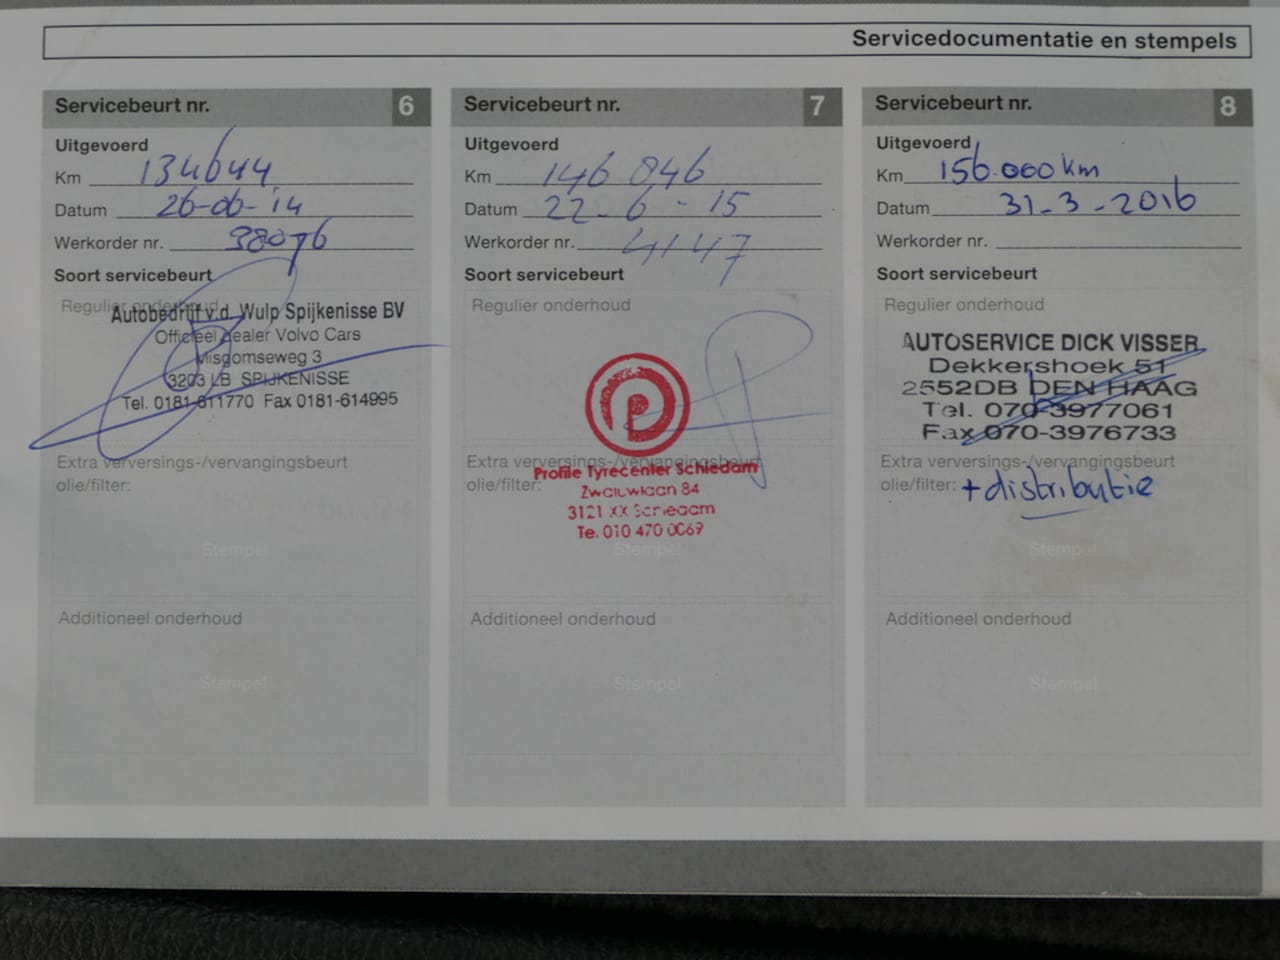 Servicedocumentatie en stempels
Servicebeurt nr. 6
Uitgevoerd
Km 134644
Datum 26-06-'14
Werkorder nr. 38076
Soort servicebeurt
Regulier onderhoud
Autobedrijf v.d. Wulp Spijkenisse BV
Officieel dealer Volvo Cars
Visgomseweg 3
3203 LB SPIJKENISSE
Tel. 0181-611770 Fax 0181-614995
Extra verversings-/vervangingsbeurt
olie/filter:
Stempel
Additioneel onderhoud
Stempel
Servicebeurt nr. 7
Uitgevoerd
Km 146 846
Datum 22-6-15
Werkorder nr. 4147
Soort servicebeurt
Regulier onderhoud
Extra verversings-/vervangingsbeurt
olie/filter:
Profile Tyrecenter Schiedam
Zwaluwlaan 84
3121 XX Schiedam
Tel. 010 470 0069
Stempel
Additioneel onderhoud
Stempel
Servicebeurt nr. 8
Uitgevoerd
Km 156.000 km
Datum 31-3-2016
Werkorder nr.
Soort servicebeurt
Regulier onderhoud
AUTOSERVICE DICK VISSER
Dekkershoek 51
2552DB DEN HAAG
Tel. 070-3977061
Fax 070-3976733
Extra verversings-/vervangingsbeurt
olie/filter: + distributie
Stempel
Additioneel onderhoud
Stempel